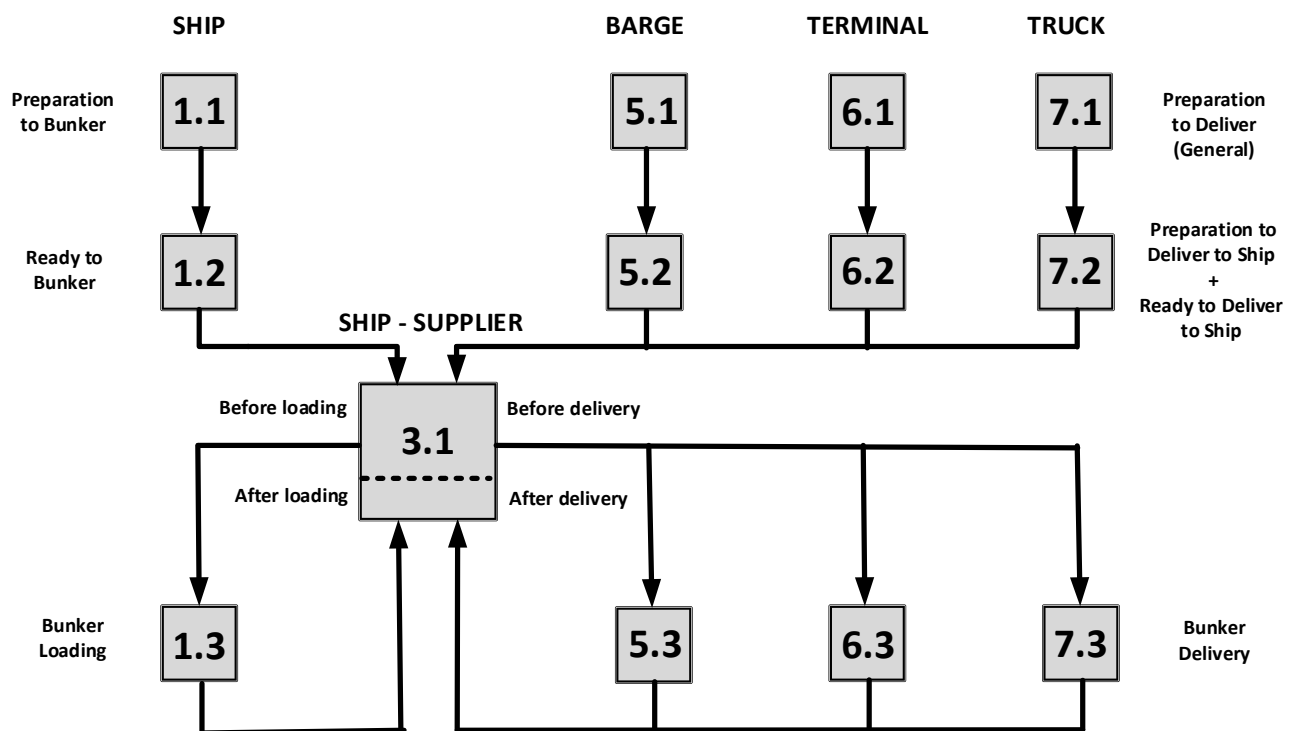 SHIP
BARGE
TERMINAL
TRUCK
Preparation
to Bunker
1.1
5.1
6.1
7.1
Preparation
to Deliver
(General)
Ready to
Bunker
1.2
5.2
6.2
7.2
Preparation to
Deliver to Ship
+
Ready to Deliver
to Ship
SHIP - SUPPLIER
Before loading
3.1
Before delivery
After loading
After delivery
Bunker
Loading
1.3
5.3
6.3
7.3
Bunker
Delivery